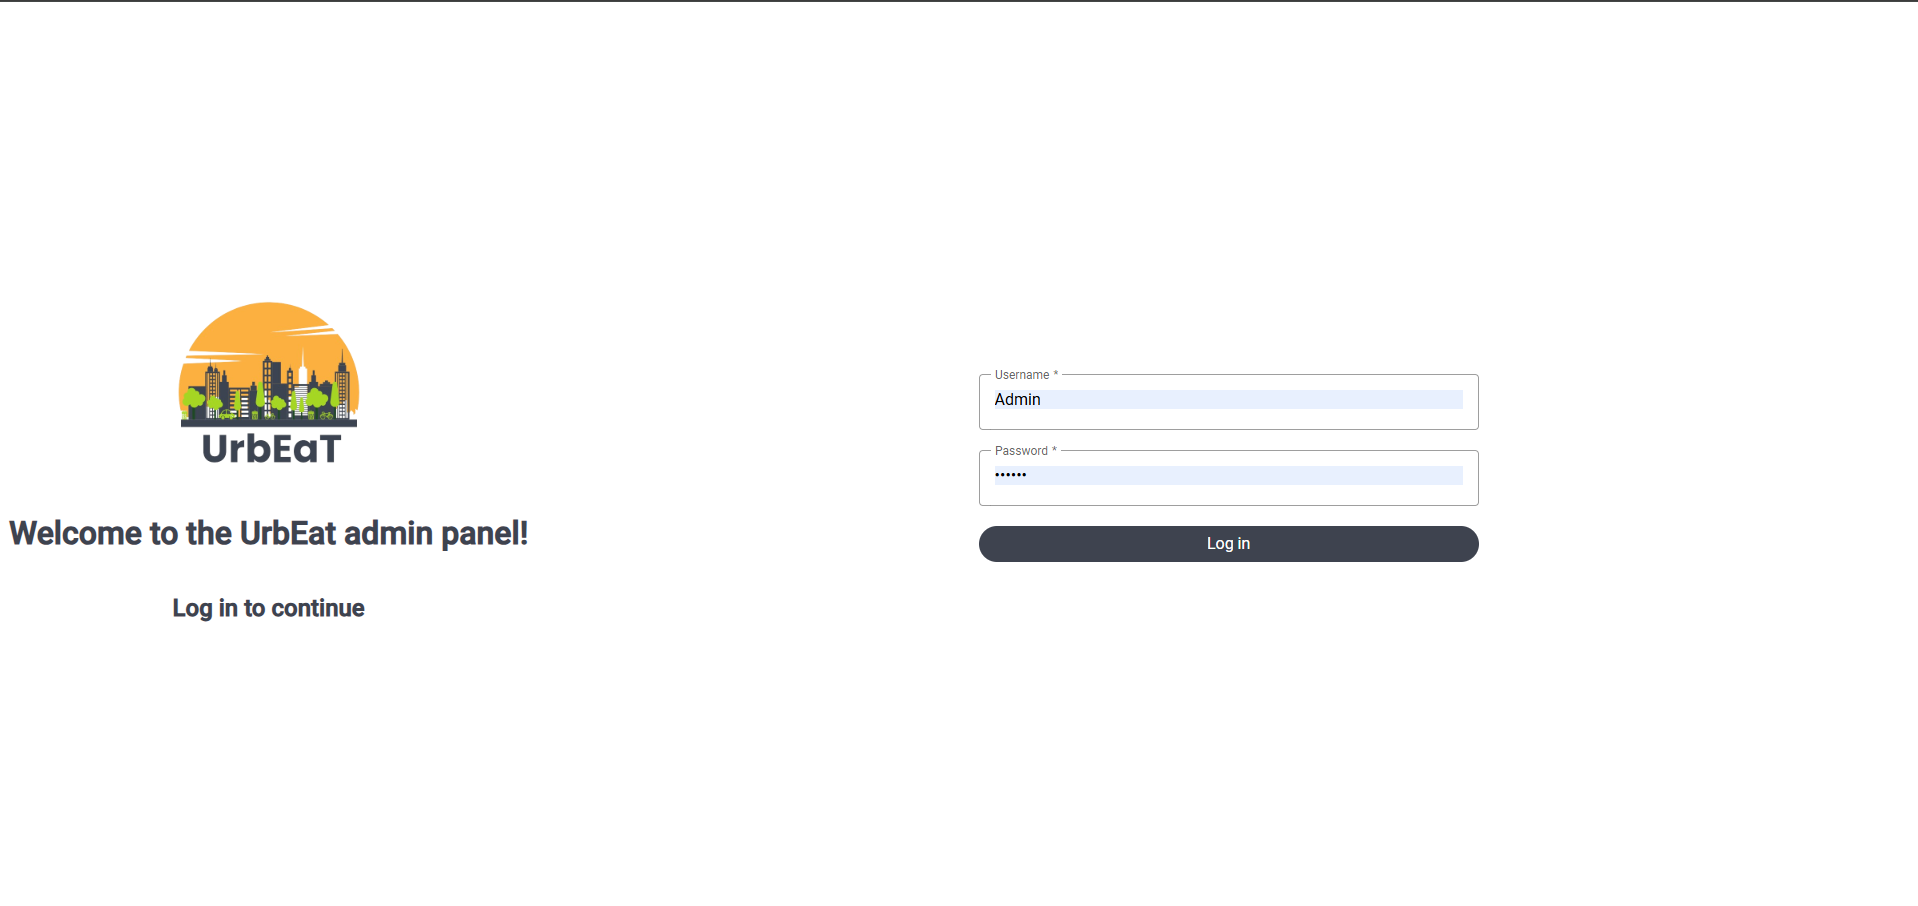 UrbEaT
Welcome to the UrbEat admin panel!
Log in to continue
Username *
Admin
Password *
••••••
Log in